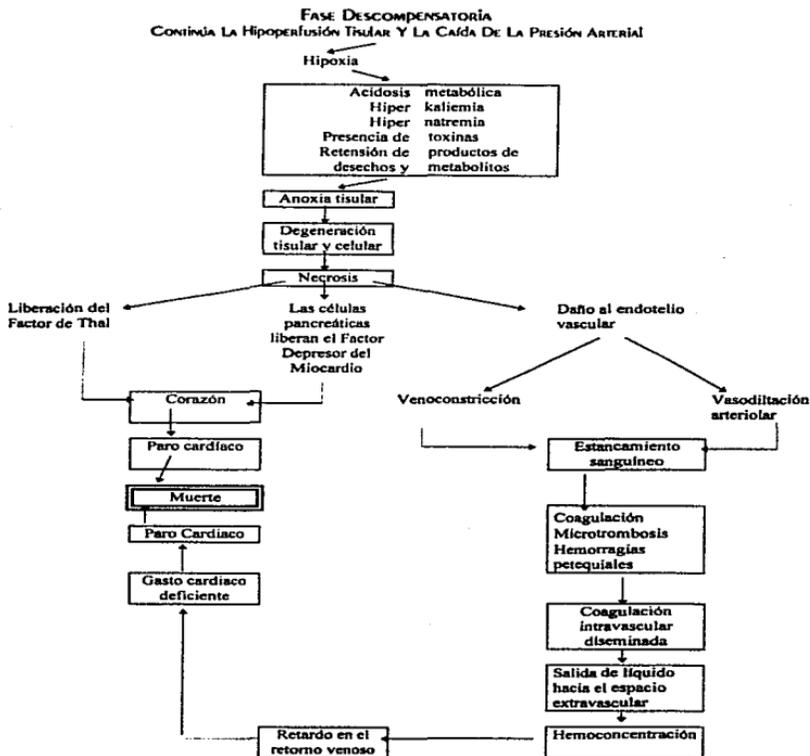 Fase Descompensatoria
Continúa La Hipoperfusión Tisular Y La Caída De La Presión Arterial
Hipoxia
Acidosis metabólica
Hiper kaliemia
Hiper natremia
Presencia de toxinas
Retensión de productos de
desechos y metabolitos
Anoxia tisular
Degeneración
tisular y celular
Necrosis
Liberación del
Factor de Thal
Las células
pancreáticas
liberan el Factor
Depresor del
Miocardio
Daño al endotelio
vascular
Corazón
Venoconstricción
Vasodiltación
arteriolar
Paro cardíaco
Estancamiento
sanguíneo
Muerte
Paro Cardiaco
Coagulación
Microtrombosis
Hemorragias
petequiales
Gasto cardiaco
deficiente
Coagulación
intravascular
diseminada
Salida de líquido
hacia el espacio
extravascular
Retardo en el
retorno venoso
Hemoconcentración